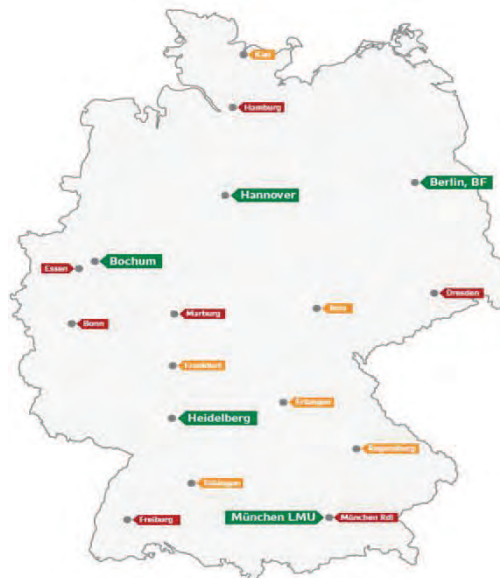 Kiel
Hamburg
Berlin, BF
Hannover
Bochum
Essen
Dresden
Jena
Marburg
Bonn
Frankfurt
Erlangen
Heidelberg
Regensburg
Tübingen
München LMU
München RdI
Freiburg